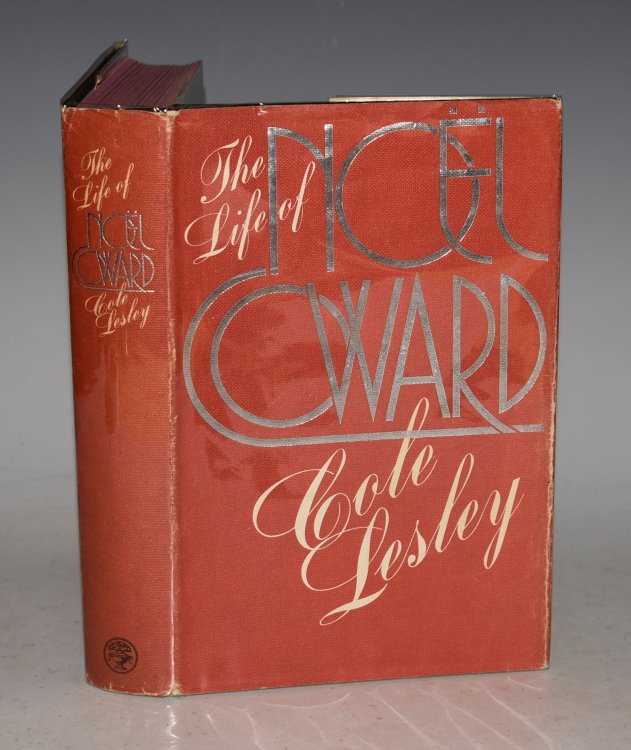 The
Life of
NOËL
COWARD
Cole
Lesley
The
Life of
NOËL
COWARD
Cole
Lesley